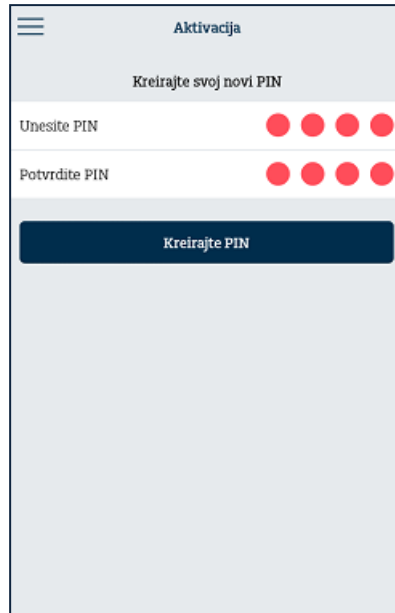 Aktivacija
Kreirajte svoj novi PIN
Unesite PIN
Potvrdite PIN
Kreirajte PIN